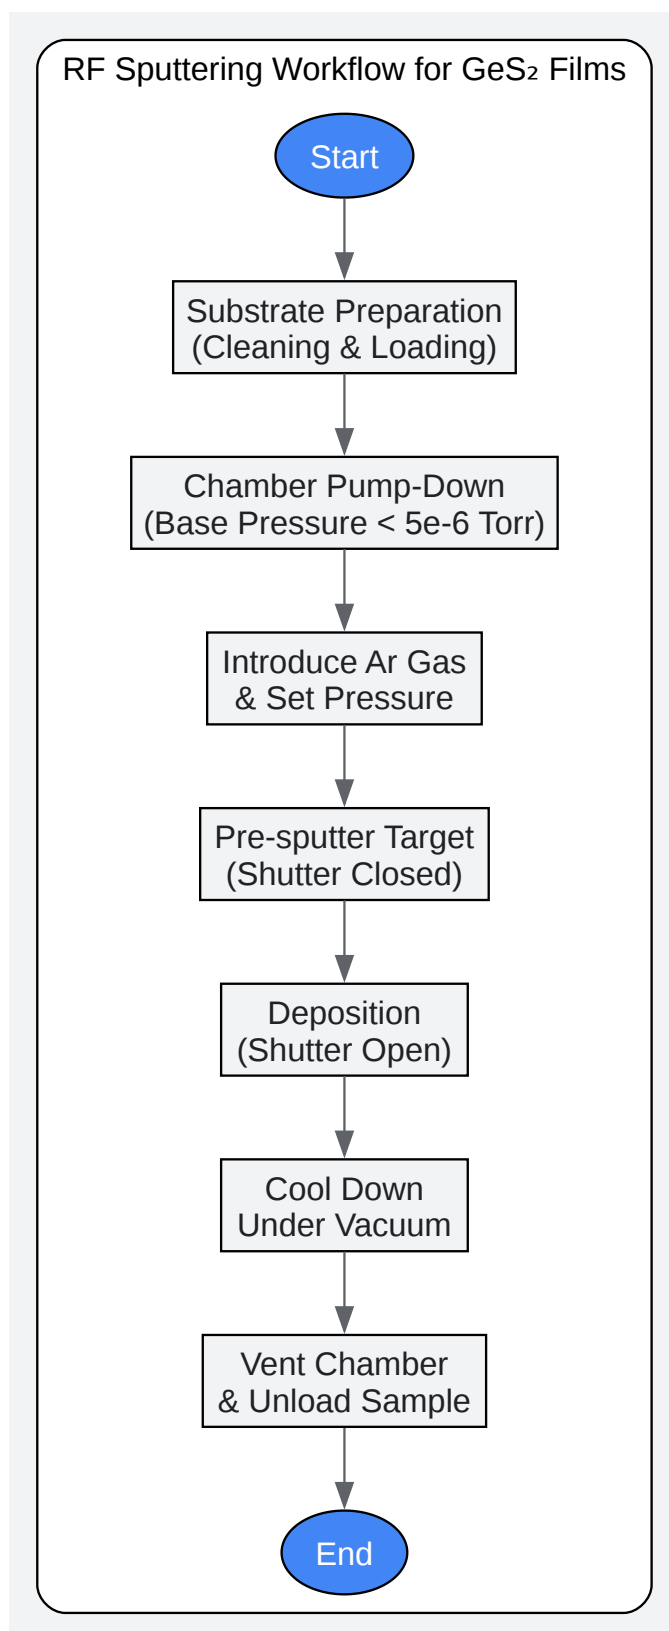 RF Sputtering Workflow for GeS₂ Films
Start
Substrate Preparation
(Cleaning & Loading)
Chamber Pump-Down
(Base Pressure < 5e-6 Torr)
Introduce Ar Gas
& Set Pressure
Pre-sputter Target
(Shutter Closed)
Deposition
(Shutter Open)
Cool Down
Under Vacuum
Vent Chamber
& Unload Sample
End